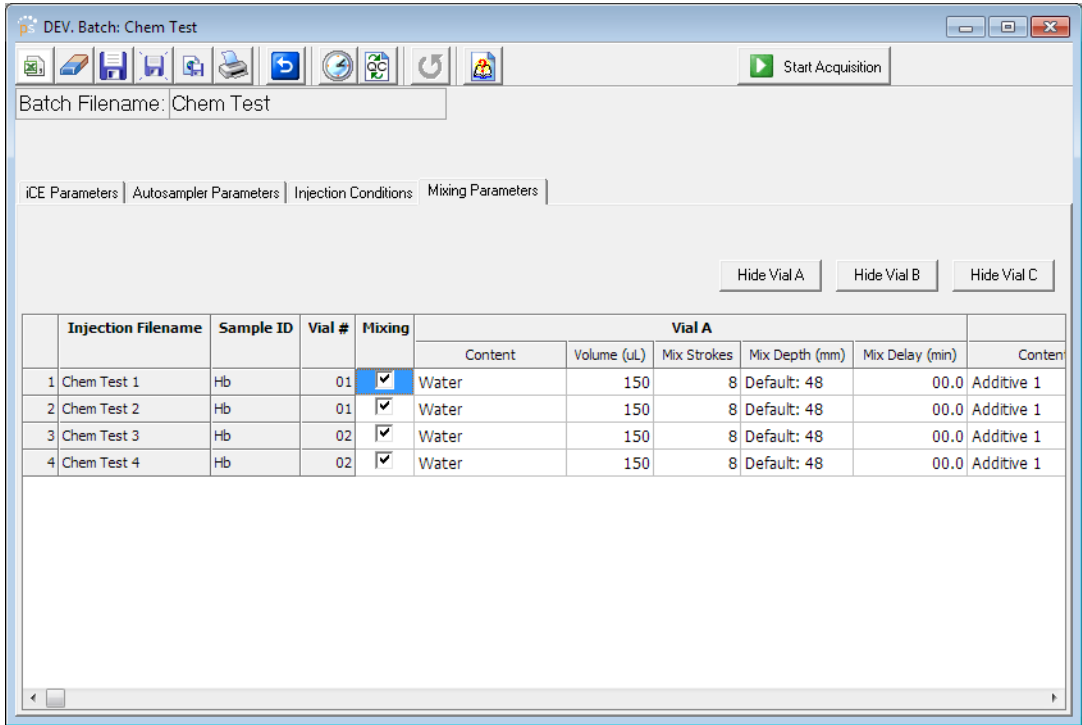 DEV. Batch: Chem Test
QC
Start Acquisition
Batch Filename: Chem Test
iCE Parameters Autosampler Parameters Injection Conditions Mixing Parameters
Hide Vial A Hide Vial B Hide Vial C
Injection Filename Sample ID Vial # Mixing Vial A
Content Volume (uL) Mix Strokes Mix Depth (mm) Mix Delay (min) Conten
1 Chem Test 1 Hb 01 Water 150 8 Default: 48 00.0 Additive 1
2 Chem Test 2 Hb 01 Water 150 8 Default: 48 00.0 Additive 1
3 Chem Test 3 Hb 02 Water 150 8 Default: 48 00.0 Additive 1
4 Chem Test 4 Hb 02 Water 150 8 Default: 48 00.0 Additive 1